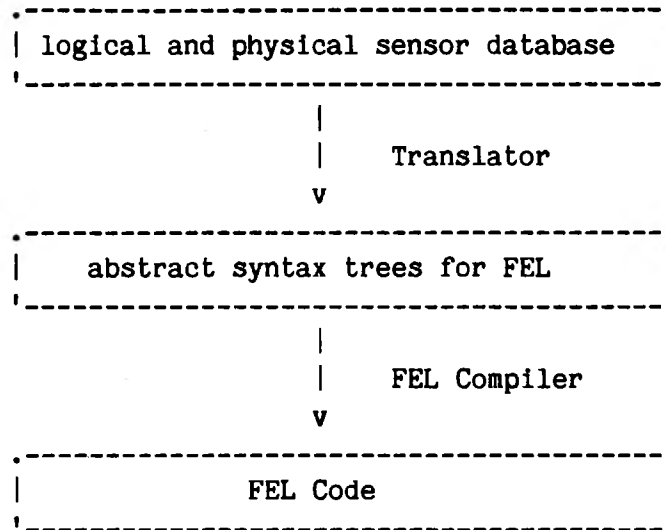 logical and physical sensor database
Translator
v
abstract syntax trees for FEL
FEL Compiler
v
FEL Code